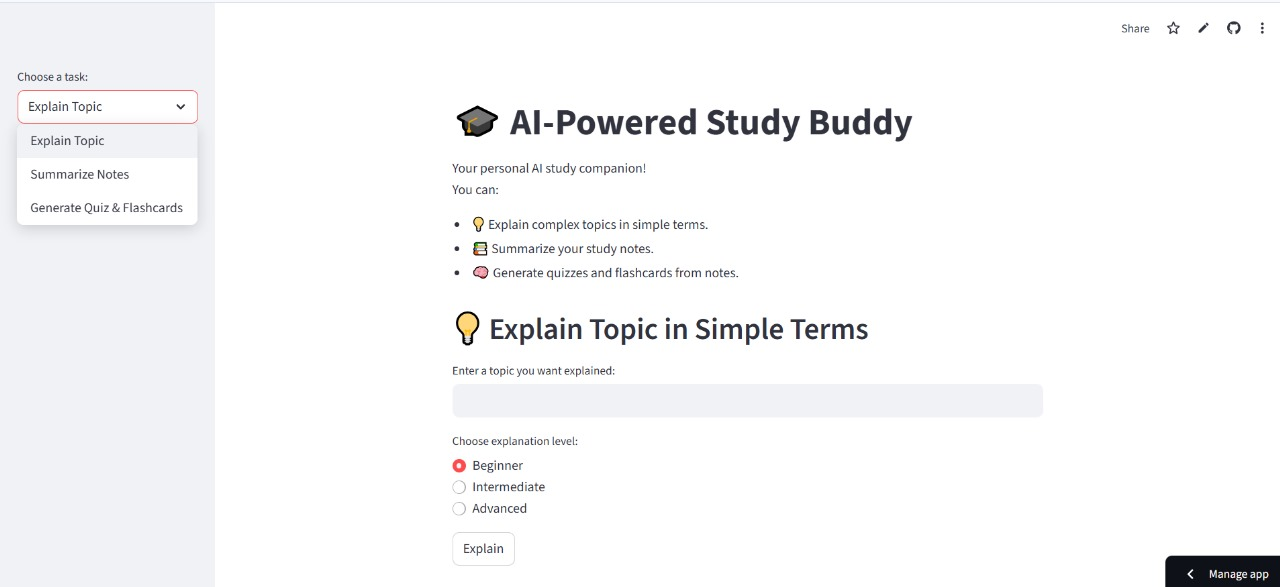 Share
Choose a task:
Explain Topic
Explain Topic
Summarize Notes
Generate Quiz & Flashcards
🎓 AI-Powered Study Buddy
Your personal AI study companion!
You can:
• 💡 Explain complex topics in simple terms.
• 📚 Summarize your study notes.
• 🧠 Generate quizzes and flashcards from notes.
💡 Explain Topic in Simple Terms
Enter a topic you want explained:
Choose explanation level:
Beginner
Intermediate
Advanced
Explain
Manage app